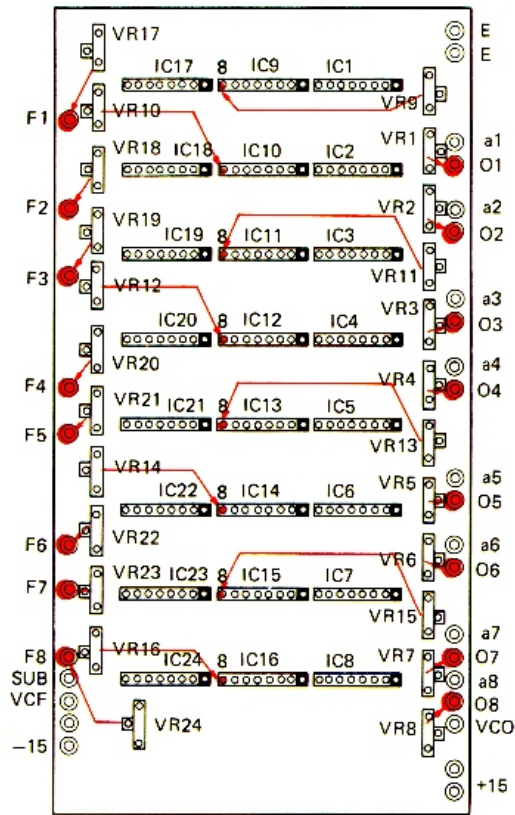 VR17 E
E
IC17 8 IC9 IC1
VR9
F1 VR10
VR18 IC18 IC10 IC2 VR1 a1
O1
F2 VR2 a2
VR19 O2
IC19 8 IC11 IC3
F3 VR11
VR12 a3
IC20 8 IC12 IC4 VR3 O3
VR20 a4
F4 VR4 O4
VR21 IC21 8 IC13 IC5
F5 VR13
VR14 a5
IC22 8 IC14 IC6 VR5 O5
F6 VR22 a6
VR6 O6
F7 VR23 IC23 8 IC15 IC7
VR15
a7
F8 VR16 IC24 8 IC16 IC8 VR7 O7
SUB a8
VCF O8
VR24 VR8 VCO
−15
+15